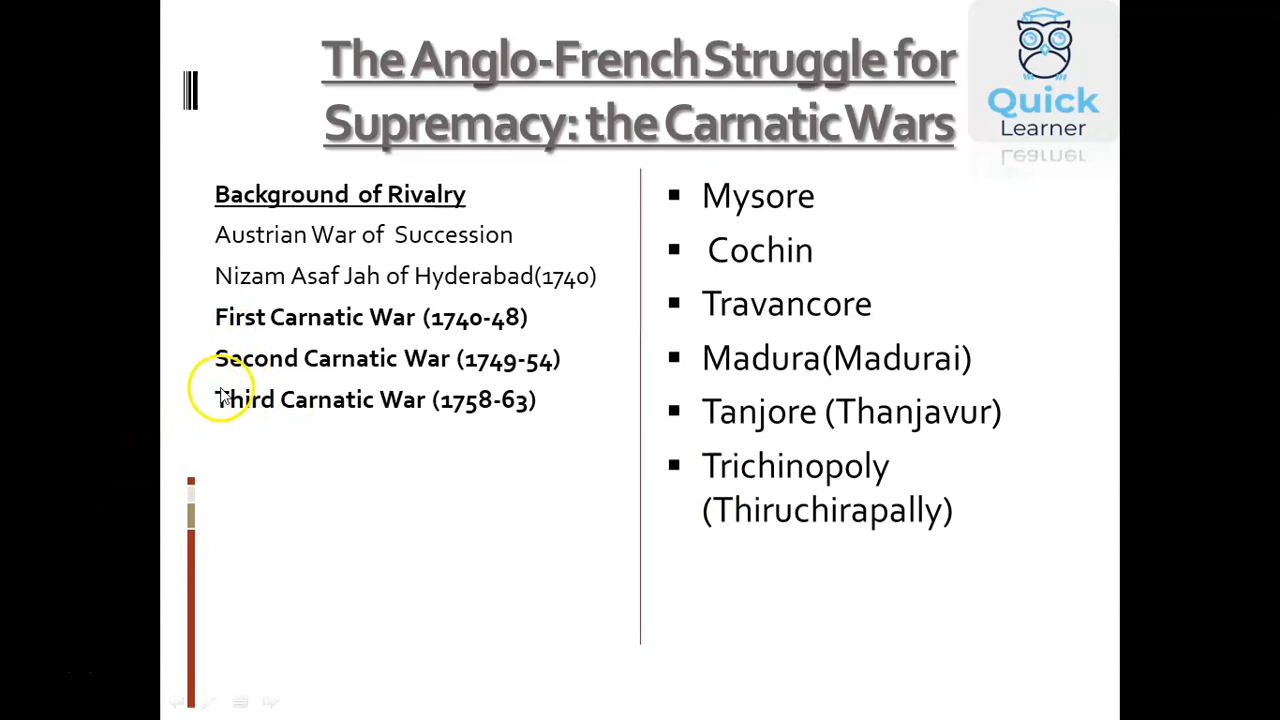 The Anglo-French Struggle for
Supremacy: the Carnatic Wars
Quick
Learner
Background of Rivalry
Austrian War of Succession
Nizam Asaf Jah of Hyderabad(1740)
First Carnatic War (1740-48)
Second Carnatic War (1749-54)
Third Carnatic War (1758-63)
▪ Mysore
▪ Cochin
▪ Travancore
▪ Madura(Madurai)
▪ Tanjore (Thanjavur)
▪ Trichinopoly
(Thiruchirapally)